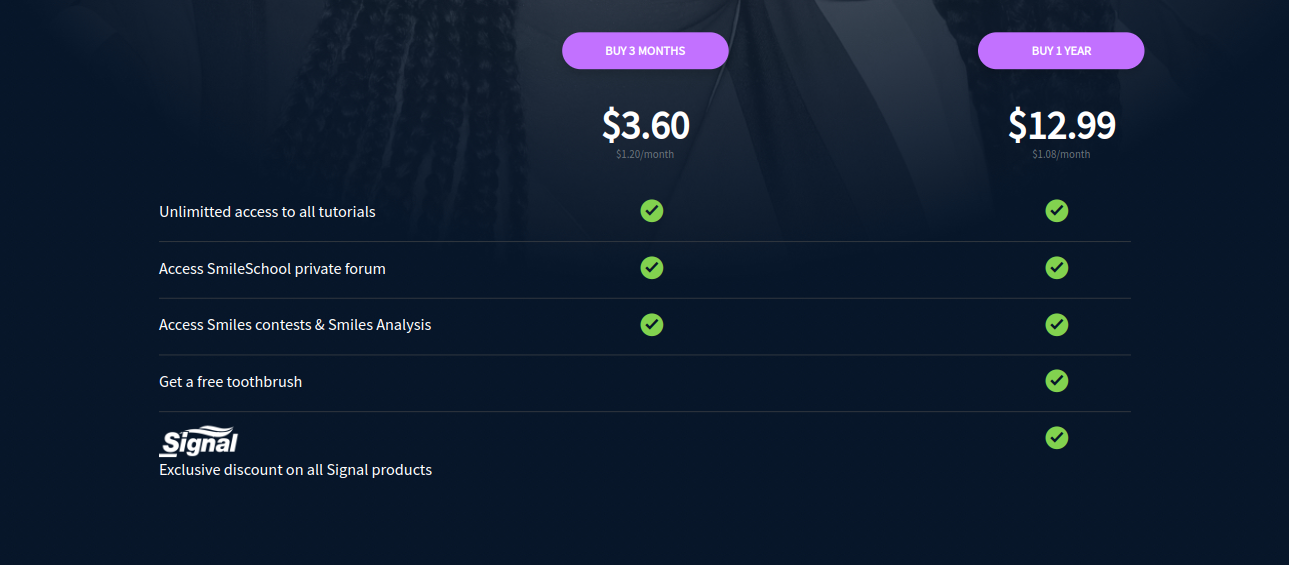 BUY 3 MONTHS
BUY 1 YEAR
$3.60
$12.99
$1.20/month
$1.08/month
Unlimitted access to all tutorials
Access SmileSchool private forum
Access Smiles contests & Smiles Analysis
Get a free toothbrush
Signal
Exclusive discount on all Signal products